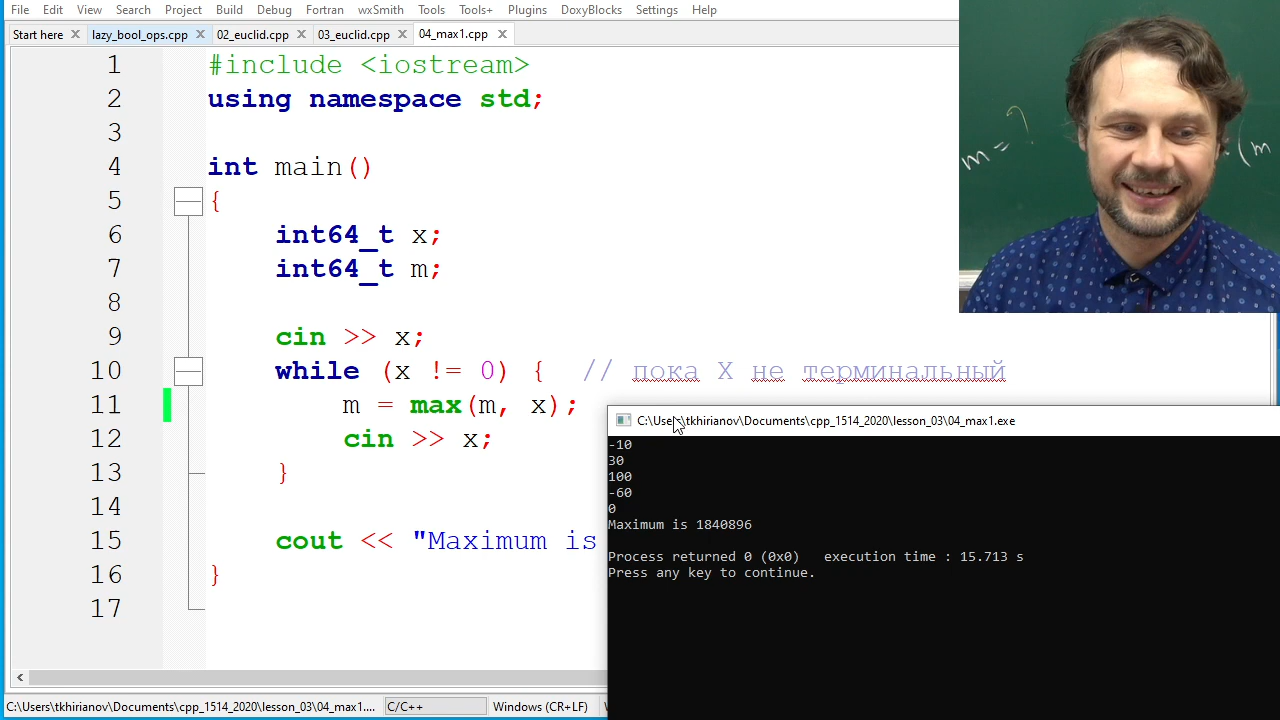 File Edit View Search Project Build Debug Fortran wxSmith Tools Tools+ Plugins DoxyBlocks Settings Help
Start here lazy_bool_ops.cpp 02_euclid.cpp 03_euclid.cpp 04_max1.cpp
1 #include <iostream>
2 using namespace std;
3
4 int main()
5 {
6 int64_t x;
7 int64_t m;
8
9 cin >> x;
10 while (x != 0) { // пока X не терминальный
11 m = max(m, x);
12 cin >> x;
13 }
14
15 cout << "Maximum is
16 }
17
m = ?
(m
C:\Users\tkhirianov\Documents\cpp_1514_2020\lesson_03\04_max1.exe
-10
30
100
-60
0
Maximum is 1840896
Process returned 0 (0x0) execution time : 15.713 s
Press any key to continue.
C:\Users\tkhirianov\Documents\cpp_1514_2020\lesson_03\04_max1.... C/C++ Windows (CR+LF)